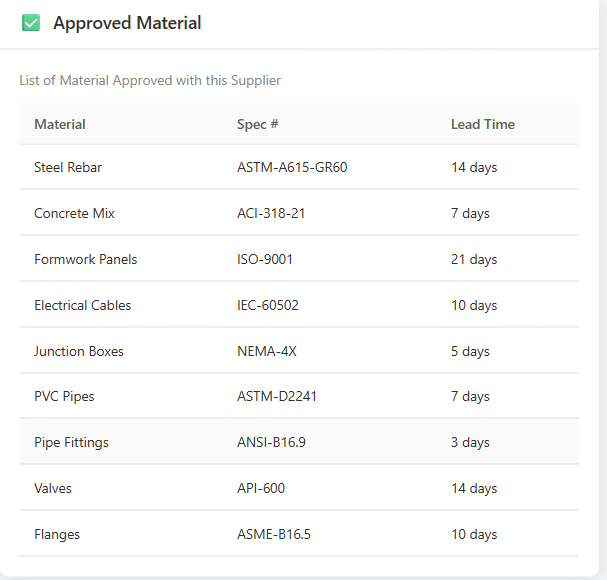 Approved Material
List of Material Approved with this Supplier
Material Spec # Lead Time
Steel Rebar ASTM-A615-GR60 14 days
Concrete Mix ACI-318-21 7 days
Formwork Panels ISO-9001 21 days
Electrical Cables IEC-60502 10 days
Junction Boxes NEMA-4X 5 days
PVC Pipes ASTM-D2241 7 days
Pipe Fittings ANSI-B16.9 3 days
Valves API-600 14 days
Flanges ASME-B16.5 10 days